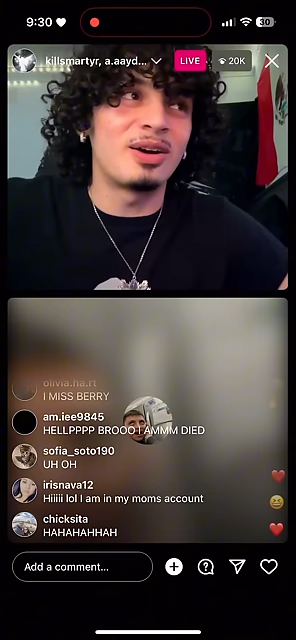 9:30
30
killsmartyr, a.aayd...
LIVE
20K
olivia.ha.rt
I MISS BERRY
am.iee9845
HELLPPPP BROOO I AMMM DIED
sofia_soto190
UH OH
irisnava12
Hiiiii lol I am in my moms account
chicksita
HAHAHAHHAH
Add a comment...